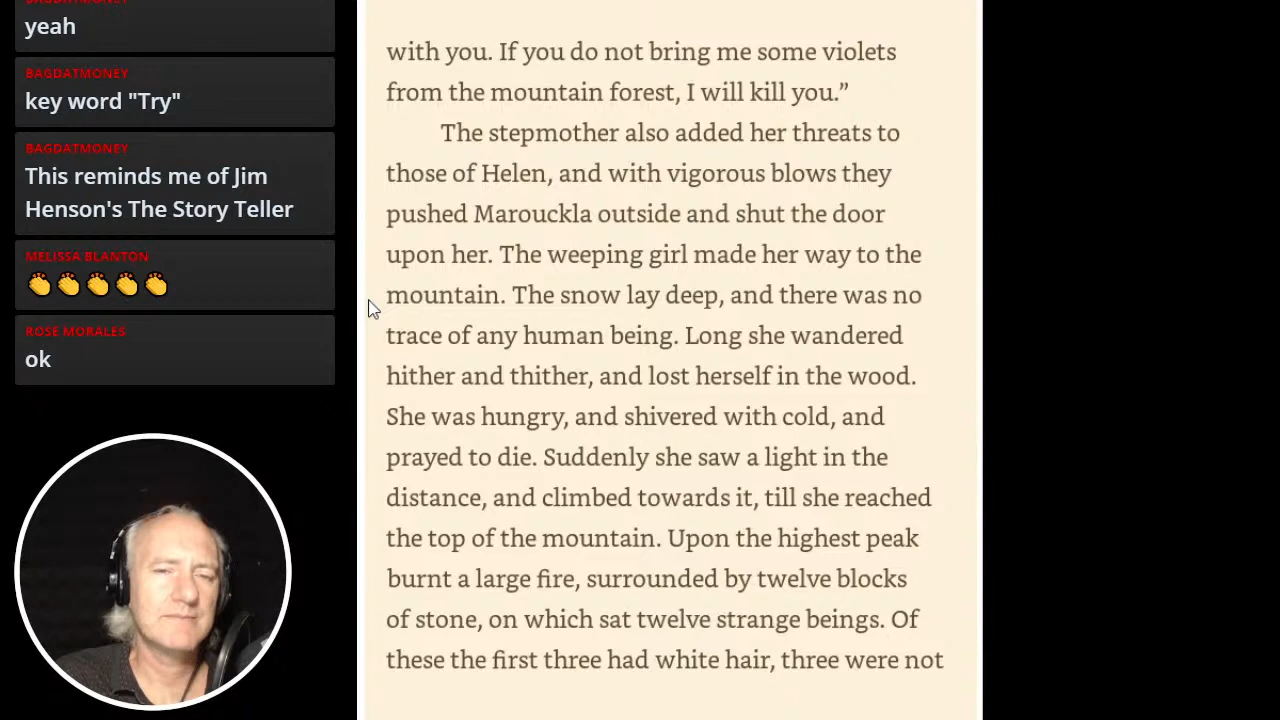 BAGDATMONEY
yeah
BAGDATMONEY
key word "Try"
BAGDATMONEY
This reminds me of Jim
Henson's The Story Teller
MELISSA BLANTON
👏👏👏👏👏
ROSE MORALES
ok
with you. If you do not bring me some violets
from the mountain forest, I will kill you.”
The stepmother also added her threats to
those of Helen, and with vigorous blows they
pushed Marouckla outside and shut the door
upon her. The weeping girl made her way to the
mountain. The snow lay deep, and there was no
trace of any human being. Long she wandered
hither and thither, and lost herself in the wood.
She was hungry, and shivered with cold, and
prayed to die. Suddenly she saw a light in the
distance, and climbed towards it, till she reached
the top of the mountain. Upon the highest peak
burnt a large fire, surrounded by twelve blocks
of stone, on which sat twelve strange beings. Of
these the first three had white hair, three were not